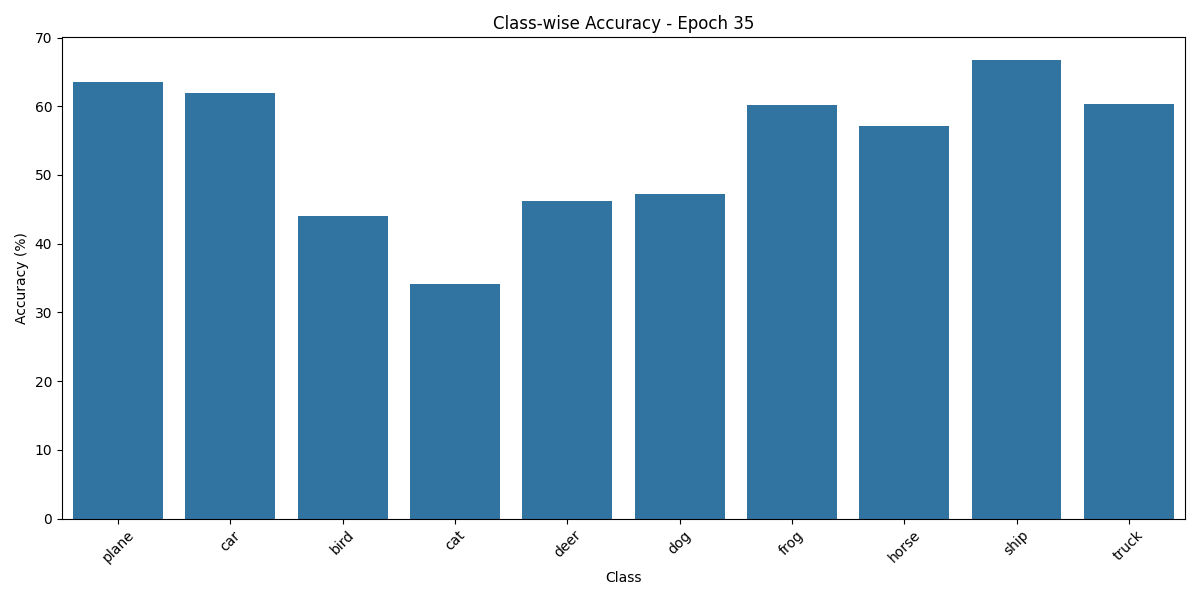 Class-wise Accuracy - Epoch 35
Accuracy (%)
70
60
50
40
30
20
10
0
plane
car
bird
cat
deer
dog
frog
horse
ship
truck
Class